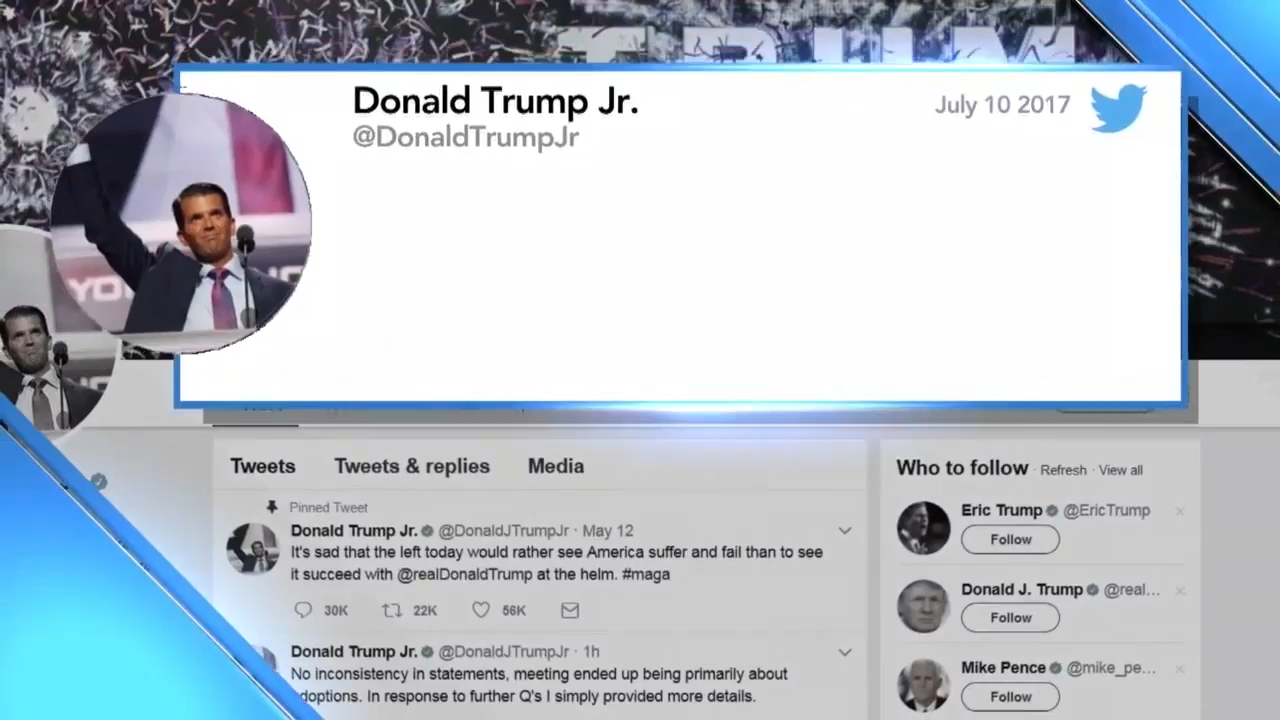 TRUM
Donald Trump Jr.
July 10 2017
@DonaldTrumpJr
YO
Tweets Tweets & replies Media
Pinned Tweet
Donald Trump Jr. @DonaldJTrumpJr · May 12
It's sad that the left today would rather see America suffer and fail than to see
it succeed with @realDonaldTrump at the helm. #maga
30K 22K 56K
Donald Trump Jr. @DonaldJTrumpJr · 1h
No inconsistency in statements, meeting ended up being primarily about
doptions. In response to further Q's I simply provided more details.
Who to follow · Refresh · View all
Eric Trump @EricTrump
Follow
Donald J. Trump @real...
Follow
Mike Pence @mike_pe...
Follow